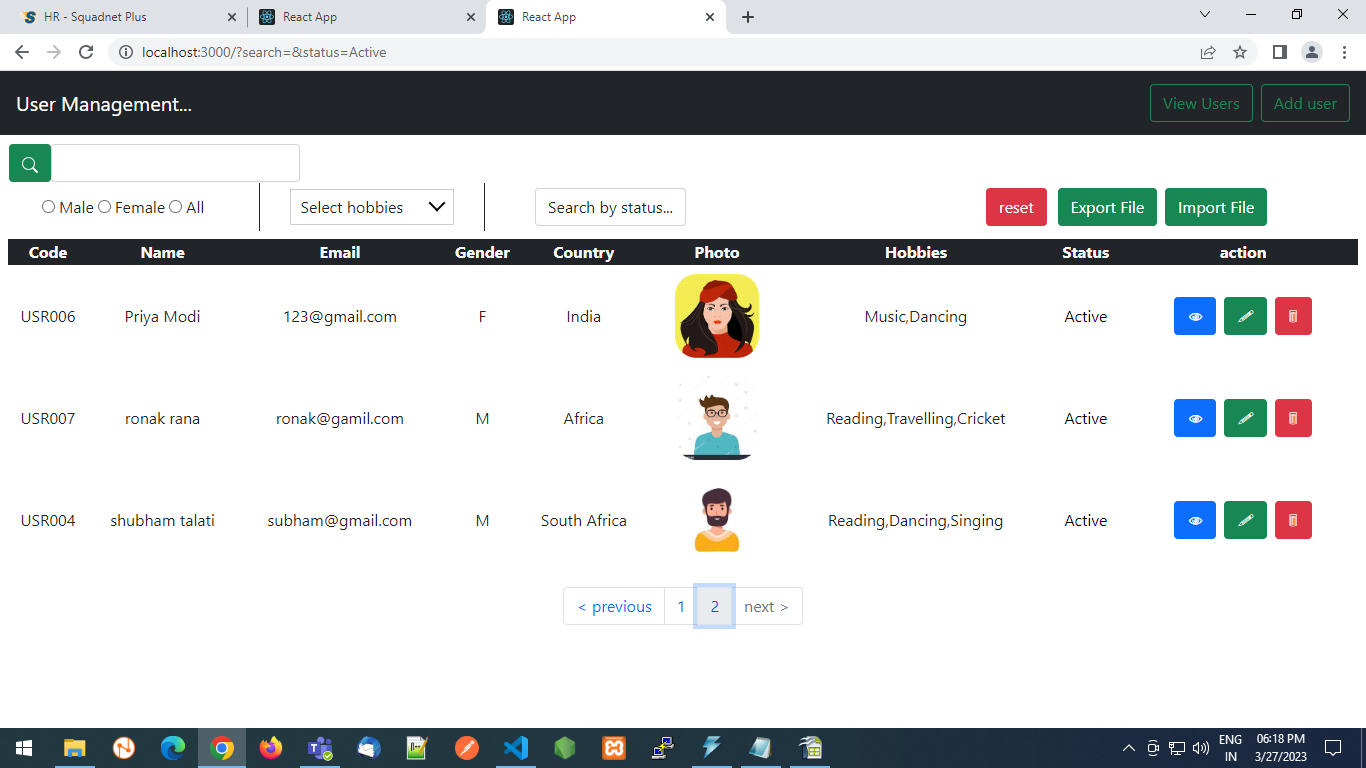 HR - Squadnet Plus
React App
React App
localhost:3000/?search=&status=Active
User Management...
View Users
Add user
Male Female All
Select hobbies
Search by status...
reset
Export File
Import File
Code Name Email Gender Country Photo Hobbies Status action
USR006 Priya Modi 123@gmail.com F India Music,Dancing Active
USR007 ronak rana ronak@gamil.com M Africa Reading,Travelling,Cricket Active
USR004 shubham talati subham@gmail.com M South Africa Reading,Dancing,Singing Active
< previous 1 2 next >
ENG 06:18 PM
IN 3/27/2023